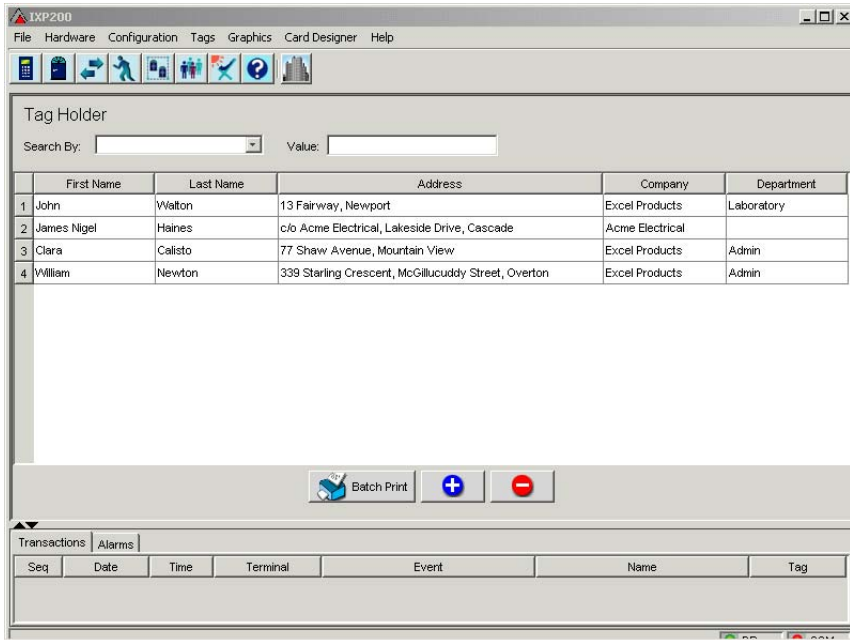 IXP200
File Hardware Configuration Tags Graphics Card Designer Help
Tag Holder
Search By: Value:
First Name Last Name Address Company Department
1 John Walton 13 Fairway, Newport Excel Products Laboratory
2 James Nigel Haines c/o Acme Electrical, Lakeside Drive, Cascade Acme Electrical
3 Clara Calisto 77 Shaw Avenue, Mountain View Excel Products Admin
4 William Newton 339 Starling Crescent, McGillucuddy Street, Overton Excel Products Admin
Batch Print
Transactions Alarms
Seq Date Time Terminal Event Name Tag